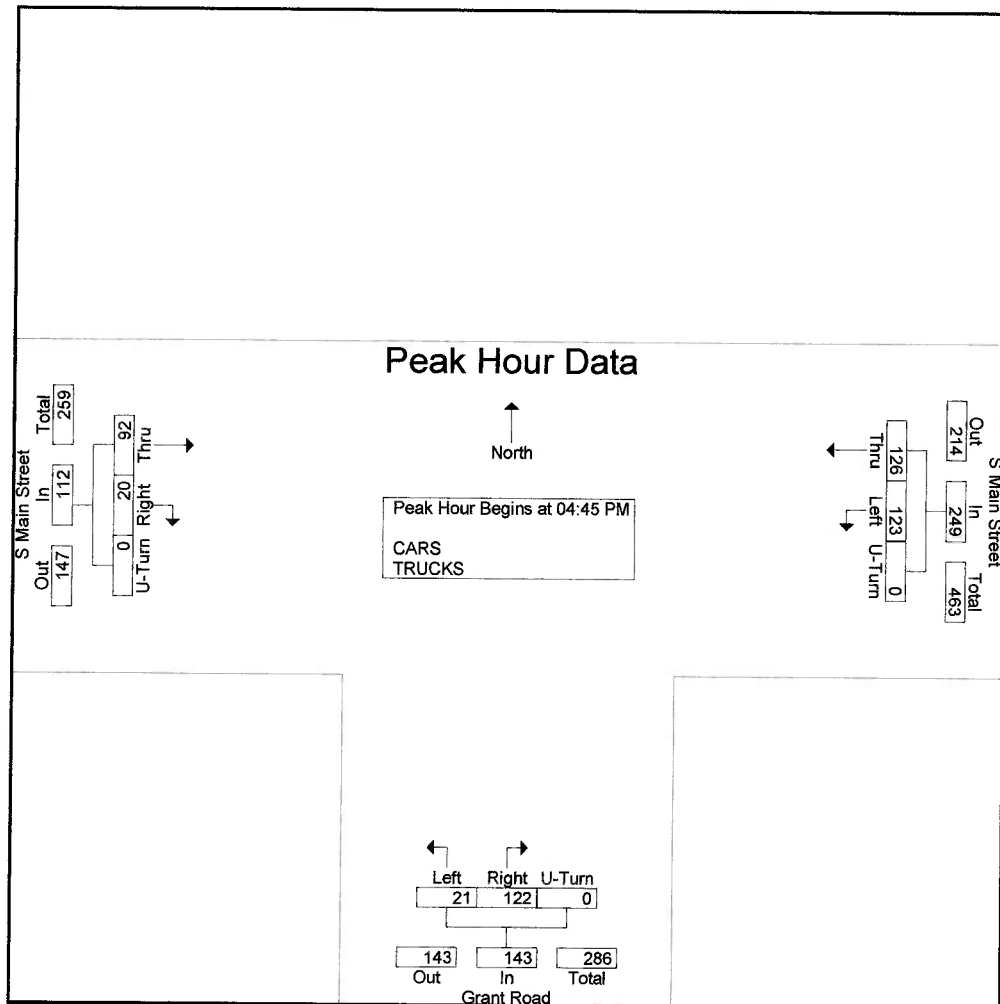 Peak Hour Data
North
Peak Hour Begins at 04:45 PM
CARS
TRUCKS
S Main Street
Out In Total
147 112 259
U-Turn Right Thru
0 20 92
S Main Street
Out In Total
214 249 463
Thru Left U-Turn
126 123 0
Left Right U-Turn
21 122 0
143 143 286
Out In Total
Grant Road